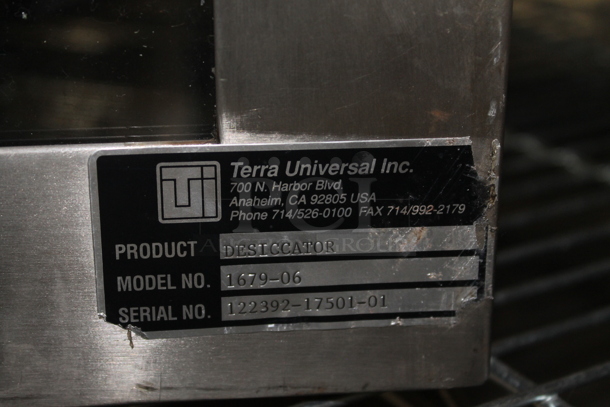 Terra Universal Inc.
700 N. Harbor Blvd.
Anaheim, CA 92805 USA
Phone 714/526-0100 FAX 714/992-2179
PRODUCT DESICCATOR
MODEL NO. 1679-06
SERIAL NO. 122392-17501-01